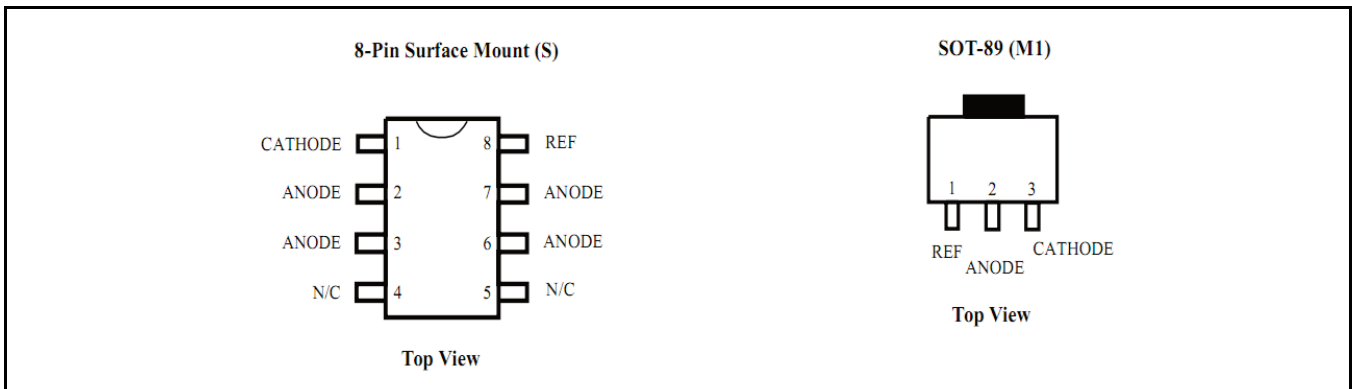 8-Pin Surface Mount (S)
CATHODE 1 8 REF
ANODE 2 7 ANODE
ANODE 3 6 ANODE
N/C 4 5 N/C
Top View
SOT-89 (M1)
1 2 3
REF ANODE CATHODE
Top View